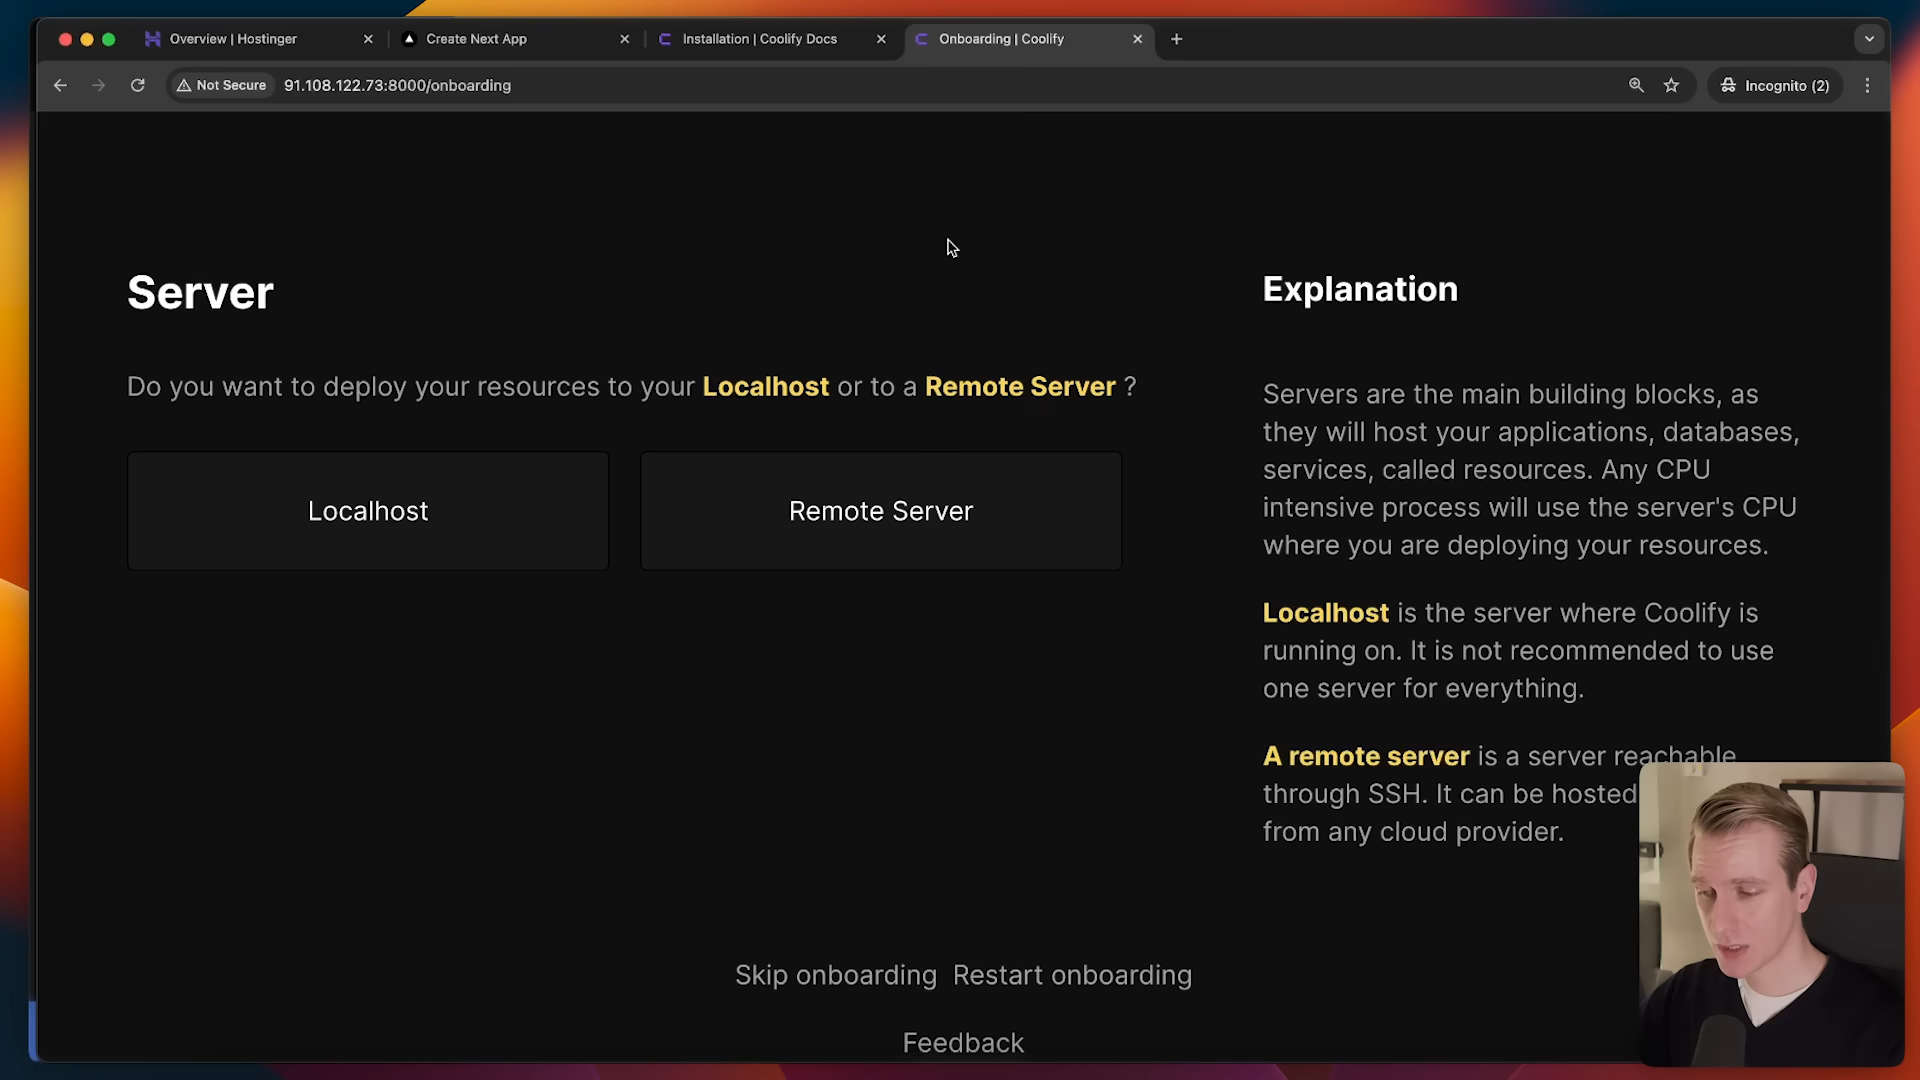 Overview | Hostinger
Create Next App
Installation | Coolify Docs
Onboarding | Coolify
Not Secure
91.108.122.73:8000/onboarding
Incognito (2)
Server
Do you want to deploy your resources to your Localhost or to a Remote Server ?
Localhost
Remote Server
Explanation
Servers are the main building blocks, as
they will host your applications, databases,
services, called resources. Any CPU
intensive process will use the server's CPU
where you are deploying your resources.
Localhost is the server where Coolify is
running on. It is not recommended to use
one server for everything.
A remote server is a server reachable
through SSH. It can be hosted
from any cloud provider.
Skip onboarding
Restart onboarding
Feedback